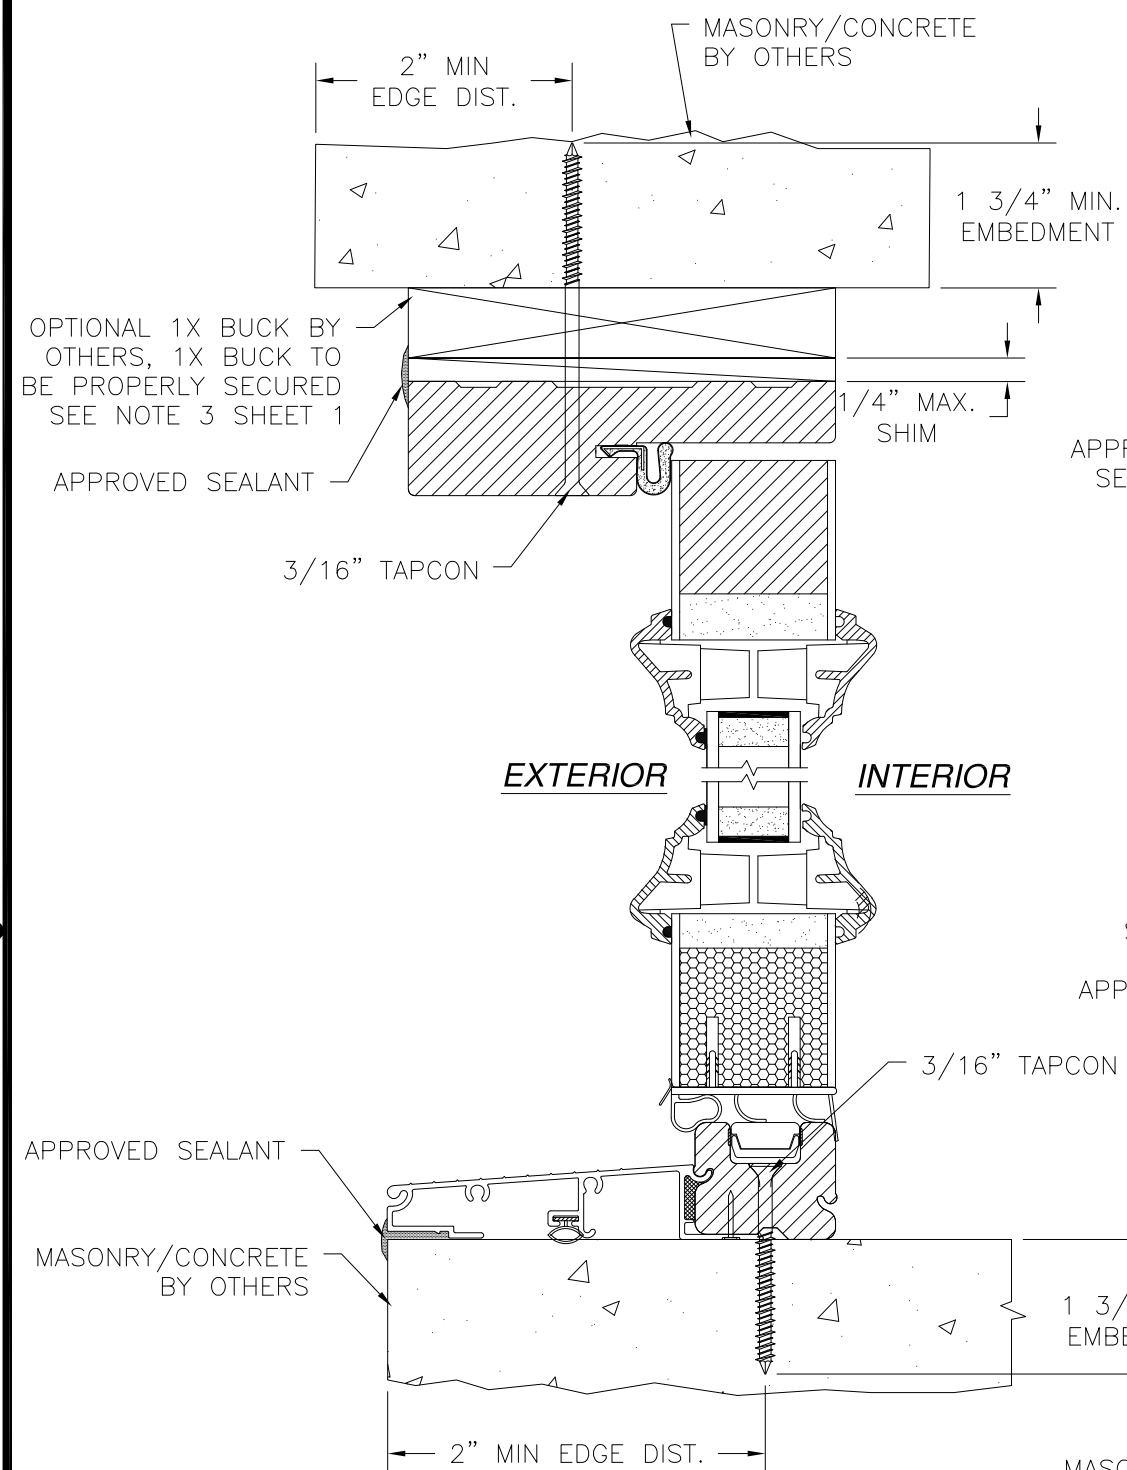 MASONRY/CONCRETE
BY OTHERS
2” MIN
EDGE DIST.
1 3/4” MIN.
EMBEDMENT
OPTIONAL 1X BUCK BY
OTHERS, 1X BUCK TO
BE PROPERLY SECURED
SEE NOTE 3 SHEET 1
1/4” MAX.
SHIM
APPROVED SEALANT
3/16” TAPCON
EXTERIOR
INTERIOR
3/16” TAPCON
APPROVED SEALANT
MASONRY/CONCRETE
BY OTHERS
2” MIN EDGE DIST.